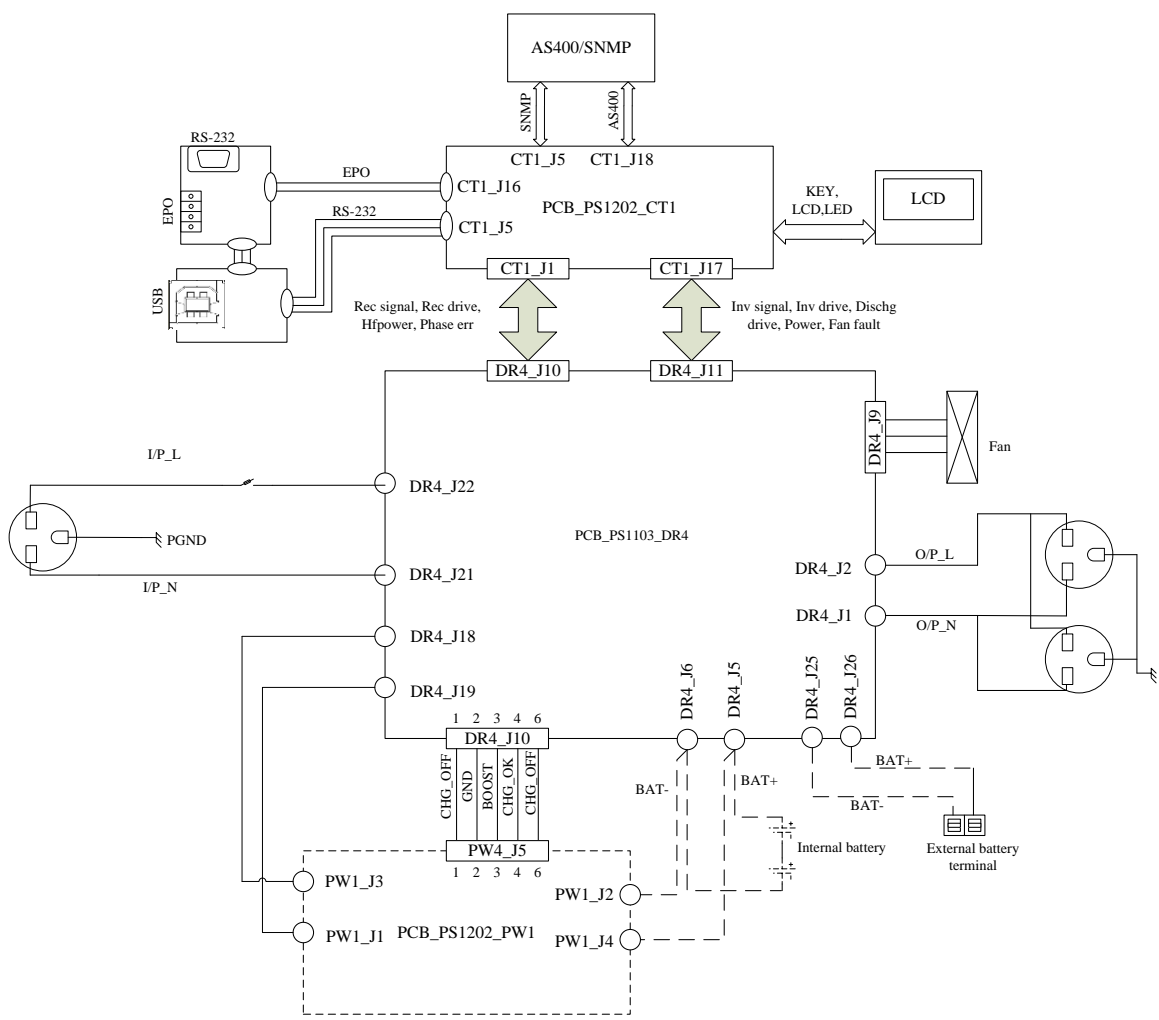 AS400/SNMP
SNMP
AS400
RS-232
EPO
CT1_J5
CT1_J18
EPO
CT1_J16
PCB_PS1202_CT1
KEY,
LCD,LED
LCD
RS-232
CT1_J5
USB
CT1_J1
CT1_J17
Rec signal, Rec drive,
Hfpower, Phase err
Inv signal, Inv drive, Dischg
drive, Power, Fan fault
DR4_J10
DR4_J11
DR4_J9
Fan
I/P_L
DR4_J22
PGND
PCB_PS1103_DR4
I/P_N
DR4_J21
DR4_J2
O/P_L
DR4_J1
O/P_N
DR4_J18
DR4_J19
DR4_J6
DR4_J5
DR4_J25
DR4_J26
1 2 3 4 6
DR4_J10
CHG_OFF
GND
BOOST
CHG_OK
CHG_OFF
BAT-
BAT+
BAT+
BAT-
Internal battery
External battery
terminal
PW4_J5
1 2 3 4 6
PW1_J3
PW1_J2
PW1_J1
PCB_PS1202_PW1
PW1_J4